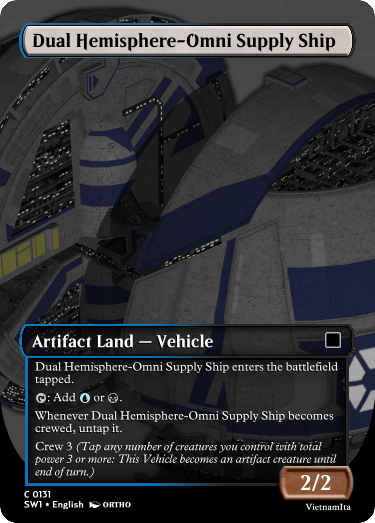 Dual Hemisphere-Omni Supply Ship
Artifact Land — Vehicle
Dual Hemisphere-Omni Supply Ship enters the battlefield
tapped.
: Add or .
Whenever Dual Hemisphere-Omni Supply Ship becomes
crewed, untap it.
Crew 3 (Tap any number of creatures you control with total
power 3 or more: This Vehicle becomes an artifact creature until
end of turn.)
2/2
C 0131
SW1 • English ORTHO
VietnamIta